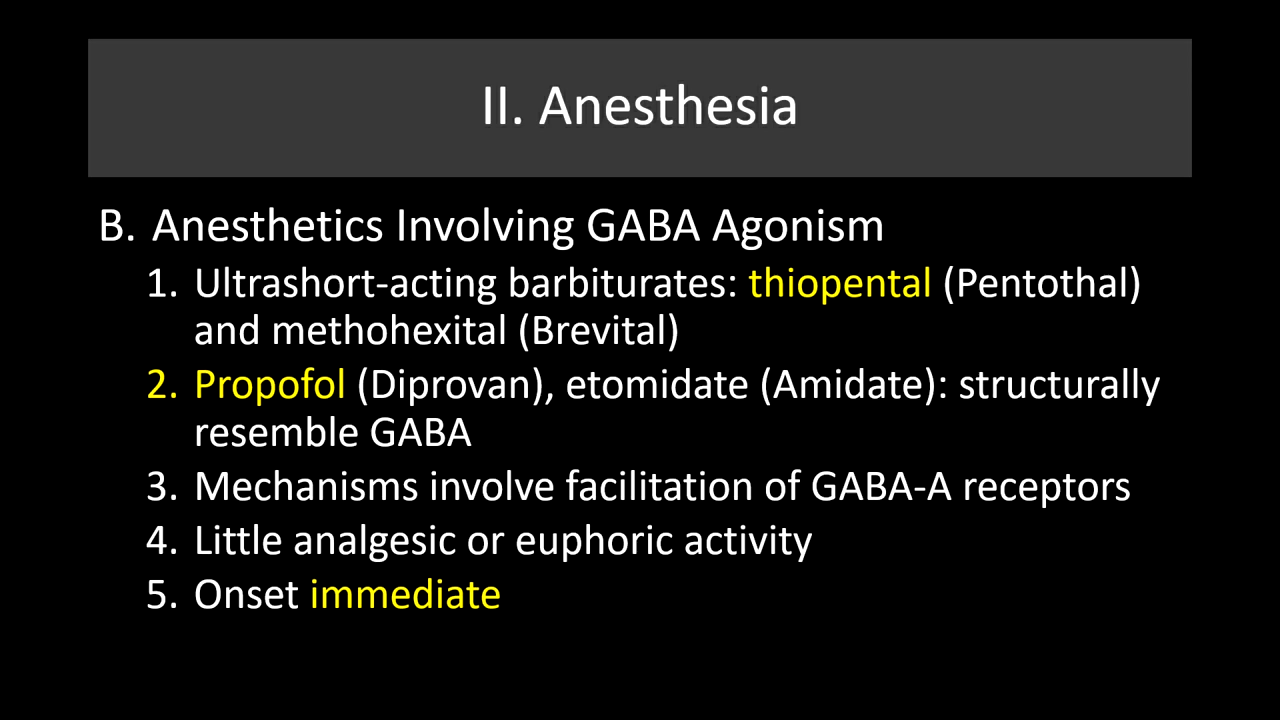 II. Anesthesia
B. Anesthetics Involving GABA Agonism
1. Ultrashort-acting barbiturates: thiopental (Pentothal)
and methohexital (Brevital)
2. Propofol (Diprovan), etomidate (Amidate): structurally
resemble GABA
3. Mechanisms involve facilitation of GABA-A receptors
4. Little analgesic or euphoric activity
5. Onset immediate